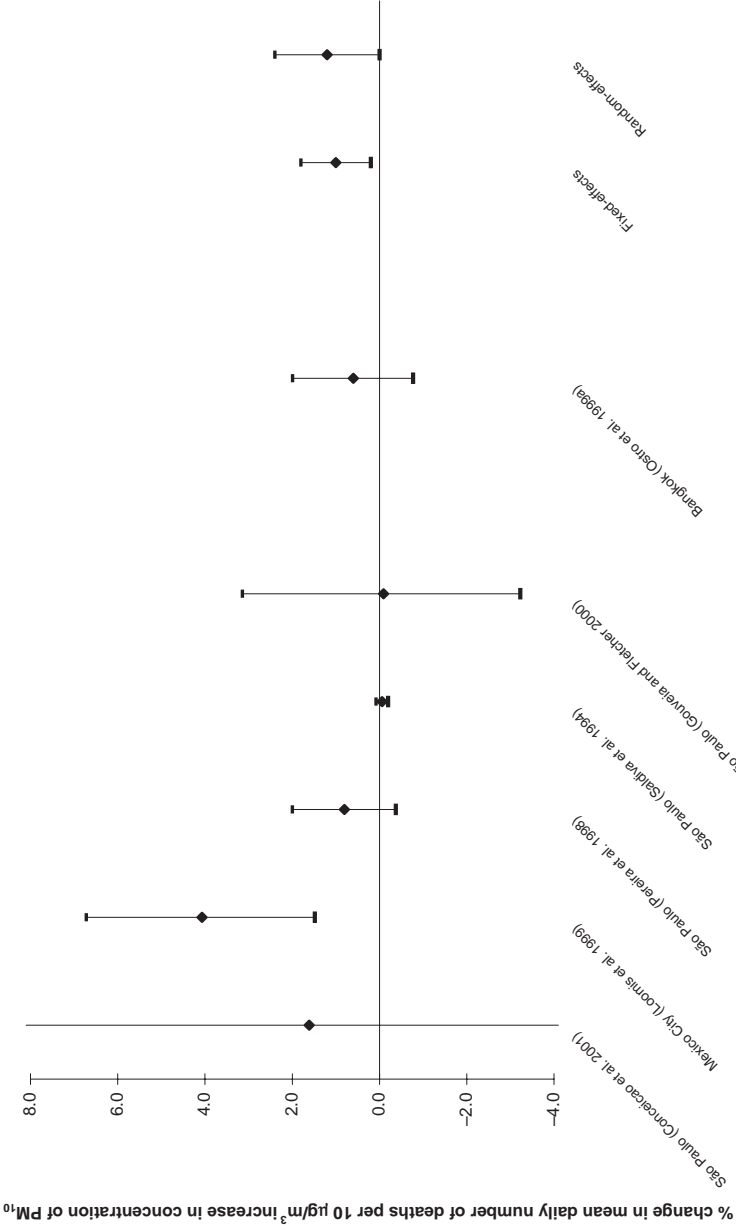 % change in mean daily number of deaths per 10 µg/m³ increase in concentration of PM₁₀
8.0
6.0
4.0
2.0
0.0
–2.0
–4.0
São Paulo (Conceicao et al. 2001)
Mexico City (Loomis et al. 1999)
São Paulo (Pereira et al. 1998)
São Paulo (Saldiva et al. 1994)
São Paulo (Gouveia and Fletcher 2000)
Bangkok (Ostro et al. 1999a)
Fixed-effects
Random-effects